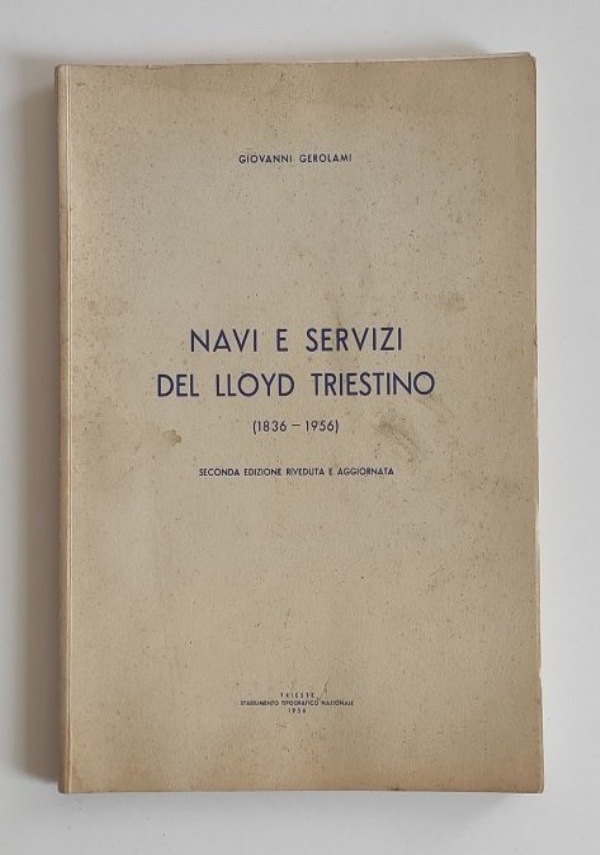 GIOVANNI GEROLAMI
NAVI E SERVIZI
DEL LLOYD TRIESTINO
(1836 – 1956)
SECONDA EDIZIONE RIVEDUTA E AGGIORNATA
TRIESTE
STABILIMENTO TIPOGRAFICO NAZIONALE
1956